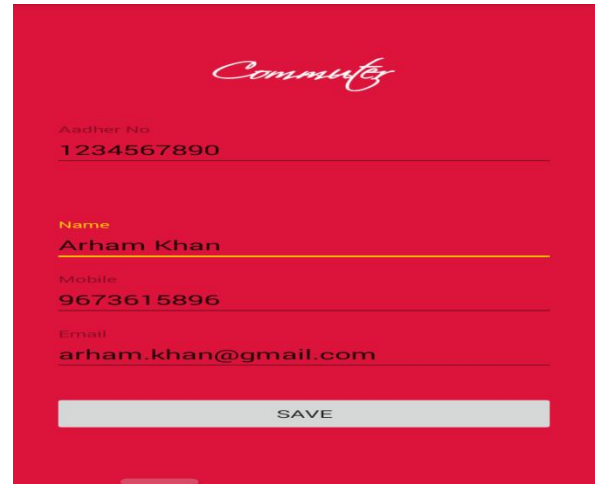 Commuter
Aadher No
1234567890
Name
Arham Khan
Mobile
9673615896
Email
arham.khan@gmail.com
SAVE